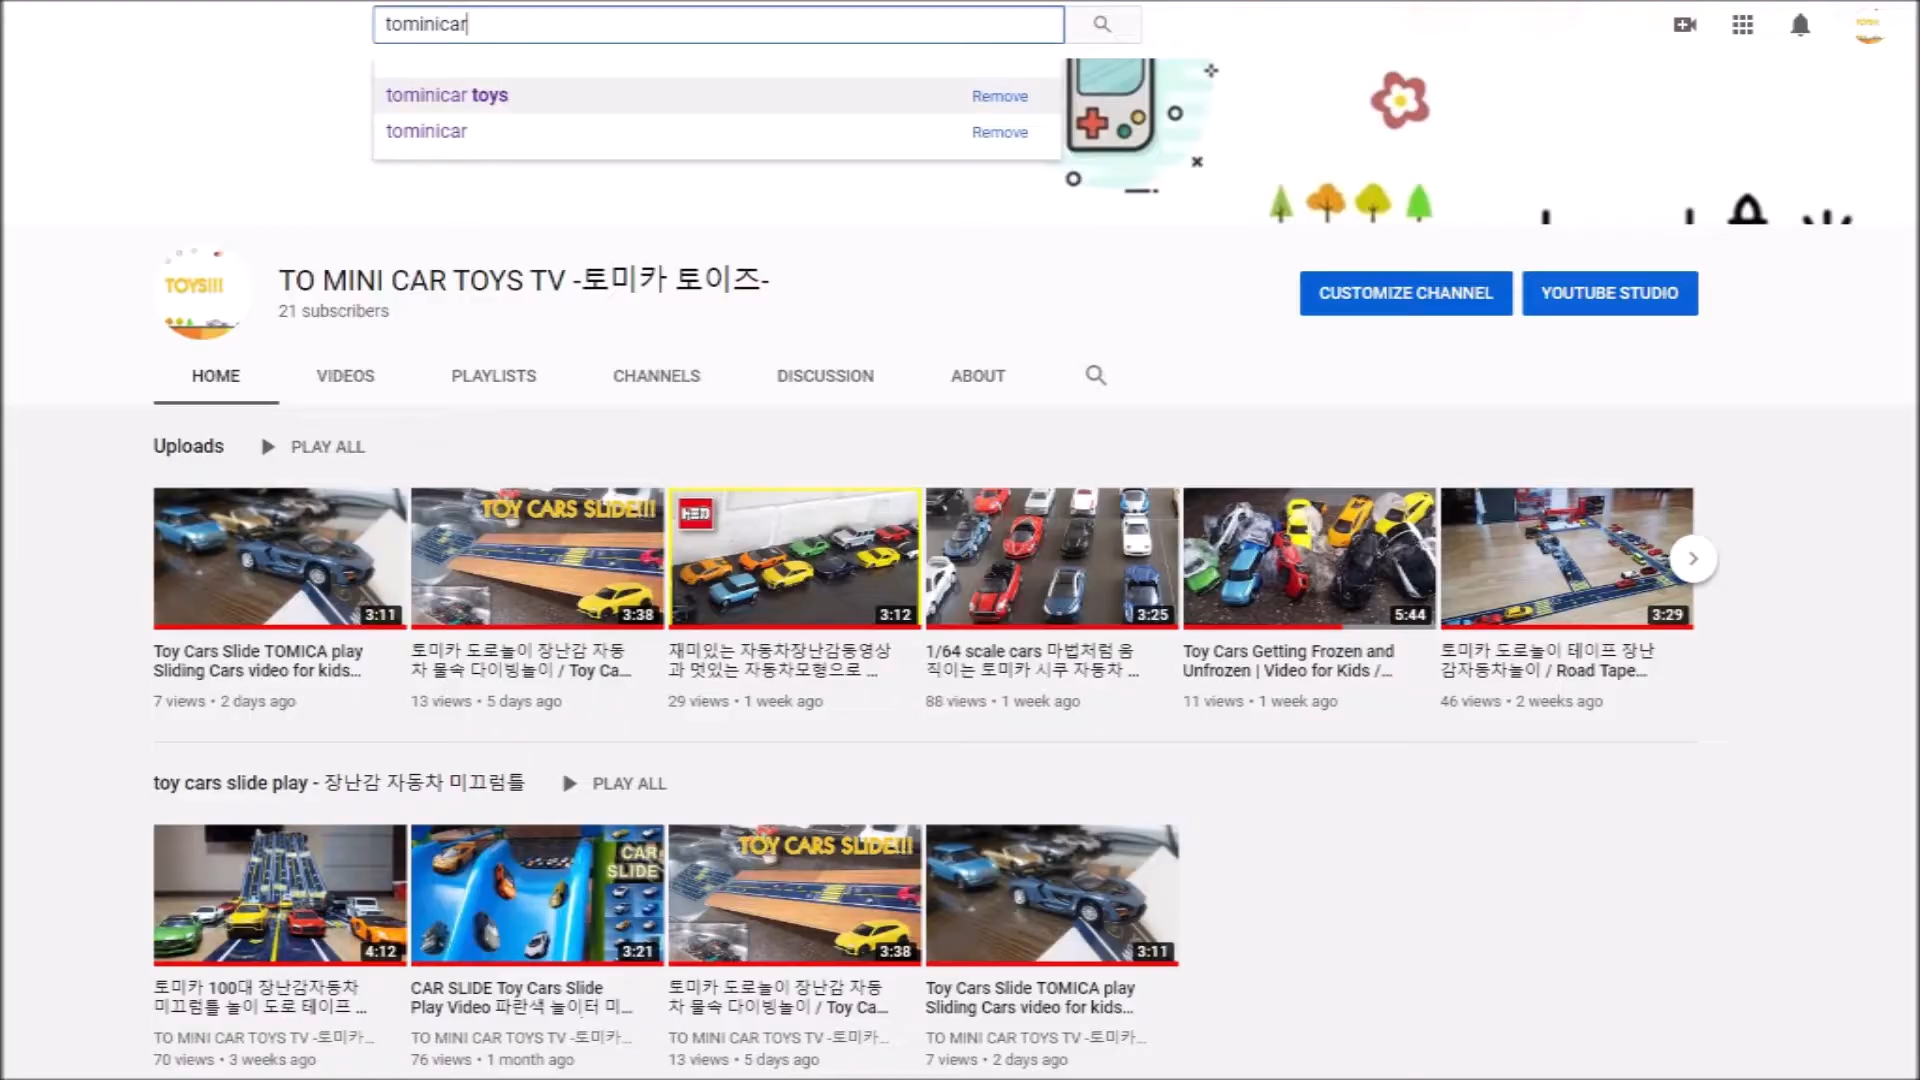 tominicar
tominicar toys Remove
tominicar Remove
TOYS!!!
TO MINI CAR TOYS TV -토미카 토이즈-
21 subscribers
CUSTOMIZE CHANNEL
YOUTUBE STUDIO
HOME VIDEOS PLAYLISTS CHANNELS DISCUSSION ABOUT
Uploads PLAY ALL
TOY CARS SLIDE!!!
3:11 3:38 3:12 3:25 5:44 3:29
Toy Cars Slide TOMICA play
Sliding Cars video for kids...
7 views • 2 days ago
토미카 도로놀이 장난감 자동
차 물속 다이빙놀이 / Toy Ca...
13 views • 5 days ago
재미있는 자동차장난감동영상
과 멋있는 자동차모형으로 ...
29 views • 1 week ago
1/64 scale cars 마법처럼 움
직이는 토미카 시쿠 자동차 ...
88 views • 1 week ago
Toy Cars Getting Frozen and
Unfrozen | Video for Kids /...
11 views • 1 week ago
토미카 도로놀이 테이프 장난
감자동차놀이 / Road Tape...
46 views • 2 weeks ago
toy cars slide play - 장난감 자동차 미끄럼틀 PLAY ALL
CAR
SLIDE
TOY CARS SLIDE!!!
4:12 3:21 3:38 3:11
토미카 100대 장난감자동차
미끄럼틀 놀이 도로 테이프 ...
TO MINI CAR TOYS TV -토미카...
70 views • 3 weeks ago
CAR SLIDE Toy Cars Slide
Play Video 파란색 놀이터 미...
TO MINI CAR TOYS TV -토미카...
76 views • 1 month ago
토미카 도로놀이 장난감 자동
차 물속 다이빙놀이 / Toy Ca...
TO MINI CAR TOYS TV -토미카...
13 views • 5 days ago
Toy Cars Slide TOMICA play
Sliding Cars video for kids...
TO MINI CAR TOYS TV -토미카...
7 views • 2 days ago